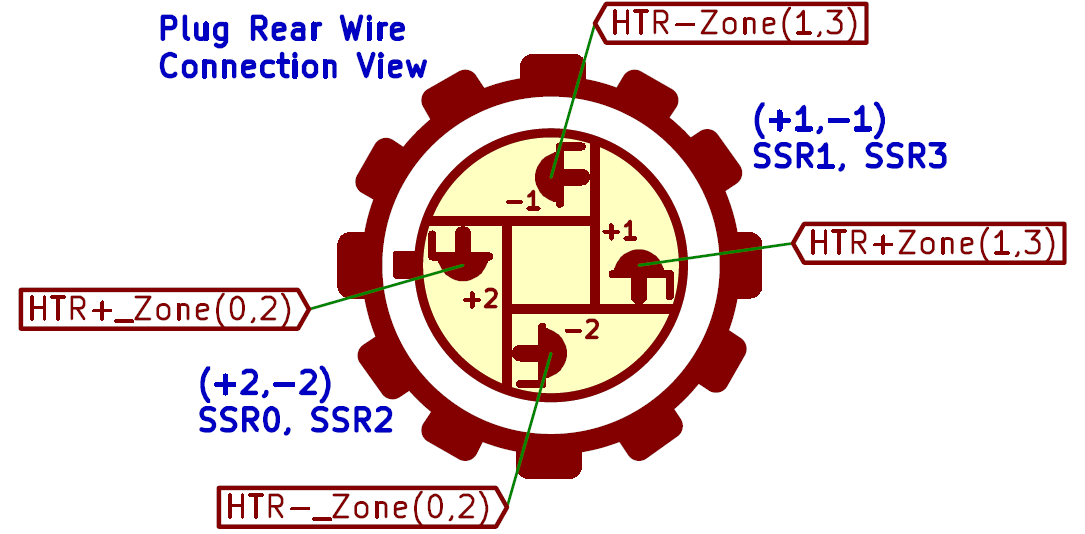 Plug Rear Wire
Connection View
HTR-Zone(1,3)
(+1,-1)
SSR1, SSR3
-1
+1
HTR+Zone(1,3)
+2
HTR+_Zone(0,2)
-2
(+2,-2)
SSR0, SSR2
HTR-_Zone(0,2)